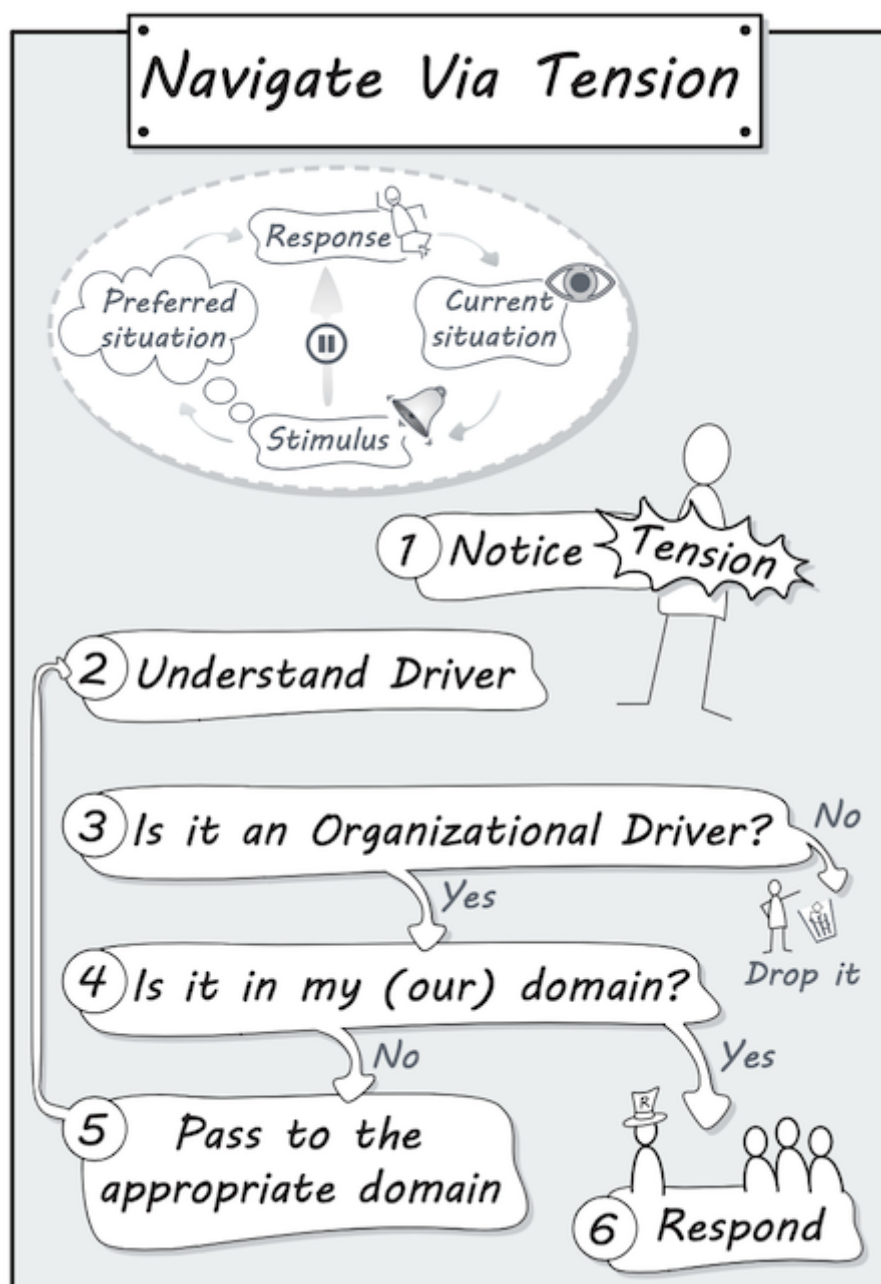 Navigate Via Tension
Response
Preferred
situation
Current
situation
Stimulus
1 Notice Tension
2 Understand Driver
3 Is it an Organizational Driver?
No
Yes
Drop it
4 Is it in my (our) domain?
No
Yes
R
5 Pass to the
appropriate domain
6 Respond